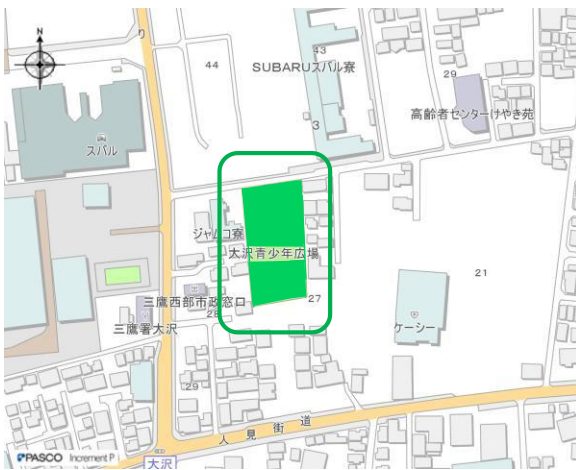 N
り
43
44
SUBARUスバル寮
29
3
高齢者センターけやき苑
スバル
ジャムコ寮
大沢青少年広場
21
三鷹西部市政窓口
27
28
三鷹署大沢
ケーシー
29
人見街道
大沢
©PASCO Increment P